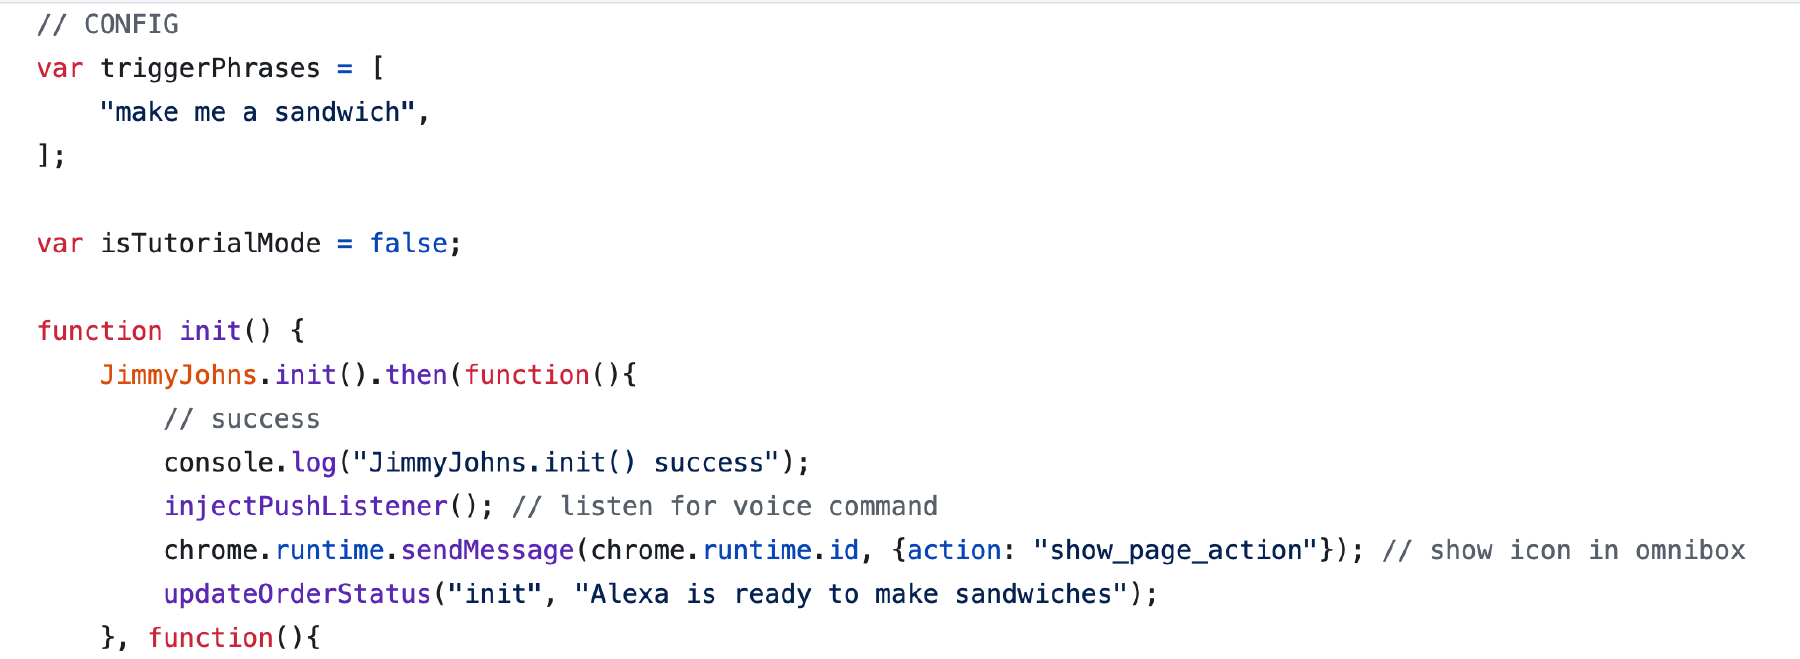 // CONFIG
var triggerPhrases = [
    "make me a sandwich",
];

var isTutorialMode = false;

function init() {
    JimmyJohns.init().then(function(){
        // success
        console.log("JimmyJohns.init() success");
        injectPushListener(); // listen for voice command
        chrome.runtime.sendMessage(chrome.runtime.id, {action: "show_page_action"}); // show icon in omnibox
        updateOrderStatus("init", "Alexa is ready to make sandwiches");
    }, function(){